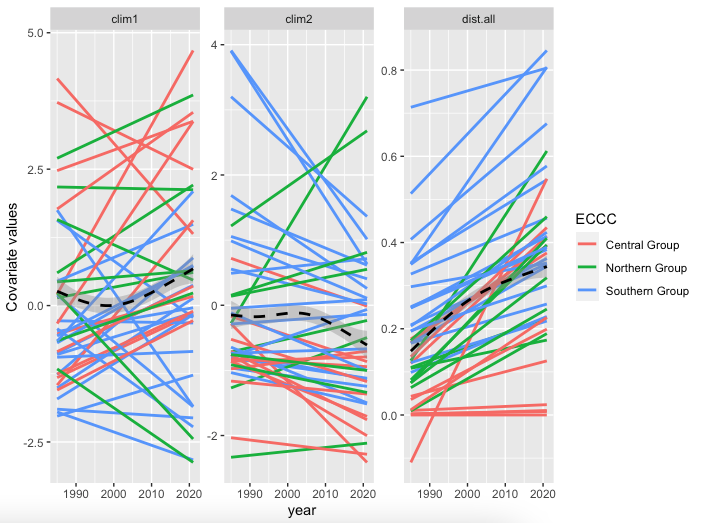 clim1 clim2 dist.all
5.0
2.5
0.0
-2.5
4
2
0
-2
0.8
0.6
0.4
0.2
0.0
Covariate values
1990 2000 2010 2020 1990 2000 2010 2020 1990 2000 2010 2020
year
ECCC
Central Group
Northern Group
Southern Group